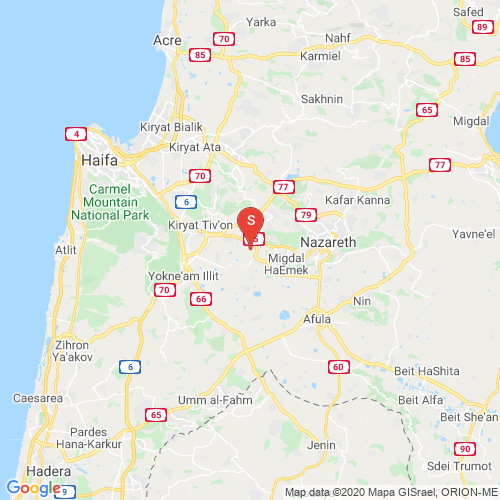 Yarka
Safed
89
Acre
70
Nahf
85
Karmiel
85
Sakhnin
65
Migdal
4
Kiryat Bialik
Haifa
Kiryat Ata
77
70
77
Carmel
Mountain
National Park
6
79
Kafar Kanna
Kiryat Tiv'on
S
Yavne'el
Nazareth
Atlit
Migdal
HaEmek
Yokne'am Illit
70
66
Nin
Afula
Zihron
Ya'akov
6
60
Beit HaShita
Caesarea
Umm al-Fahm
65
Beit Alfa
Beit She'an
Pardes
Hana-Karkur
Jenin
90
Hadera
Sdei Trumot
Google
9
Map data ©2020 Mapa GISrael, ORION-ME